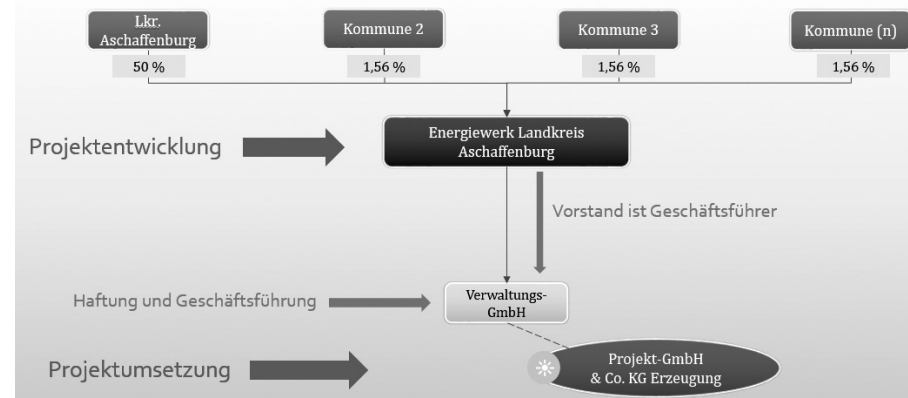 Lkr.
Aschaffenburg
Kommune 2
Kommune 3
Kommune (n)
50 %
1,56 %
1,56 %
1,56 %
Projektentwicklung
Energiewerk Landkreis
Aschaffenburg
Vorstand ist Geschäftsführer
Haftung und Geschäftsführung
Verwaltungs-
GmbH
Projektumsetzung
Projekt-GmbH
& Co. KG Erzeugung